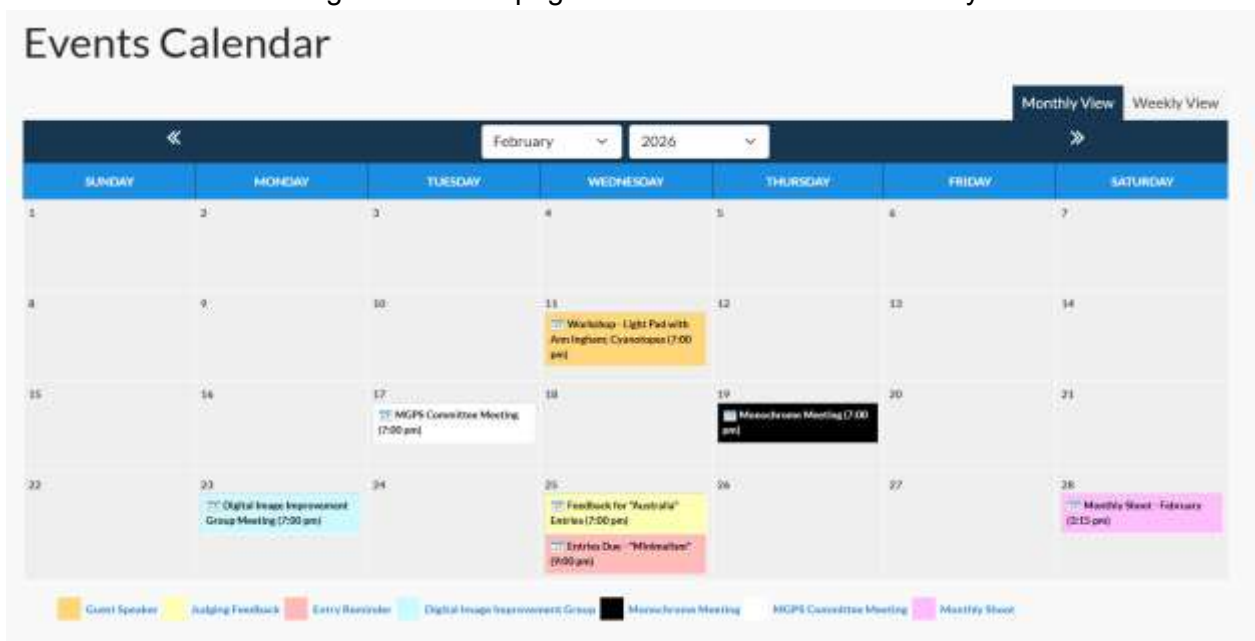 Events Calendar
Monthly View Weekly View
« February 2026 »
SUNDAY MONDAY TUESDAY WEDNESDAY THURSDAY FRIDAY SATURDAY
1 2 3 4 5 6 7
8 9 10 11 12 13 14
Workshop - Light Pad with
Ann Ingham; Cyanotopes (7:00
pm)
15 16 17 18 19 20 21
MGPS Committee Meeting
(7:00 pm)
Monochrome Meeting (7:00
pm)
22 23 24 25 26 27 28
Digital Image Improvement
Group Meeting (7:00 pm)
Feedback for "Australia"
Entries (7:00 pm)
Entries Due - "Minimalism"
(9:00 pm)
Monthly Shoot - February
(3:15 pm)
Guest Speaker Judging Feedback Entry Reminder Digital Image Improvement Group Monochrome Meeting MGPS Committee Meeting Monthly Shoot